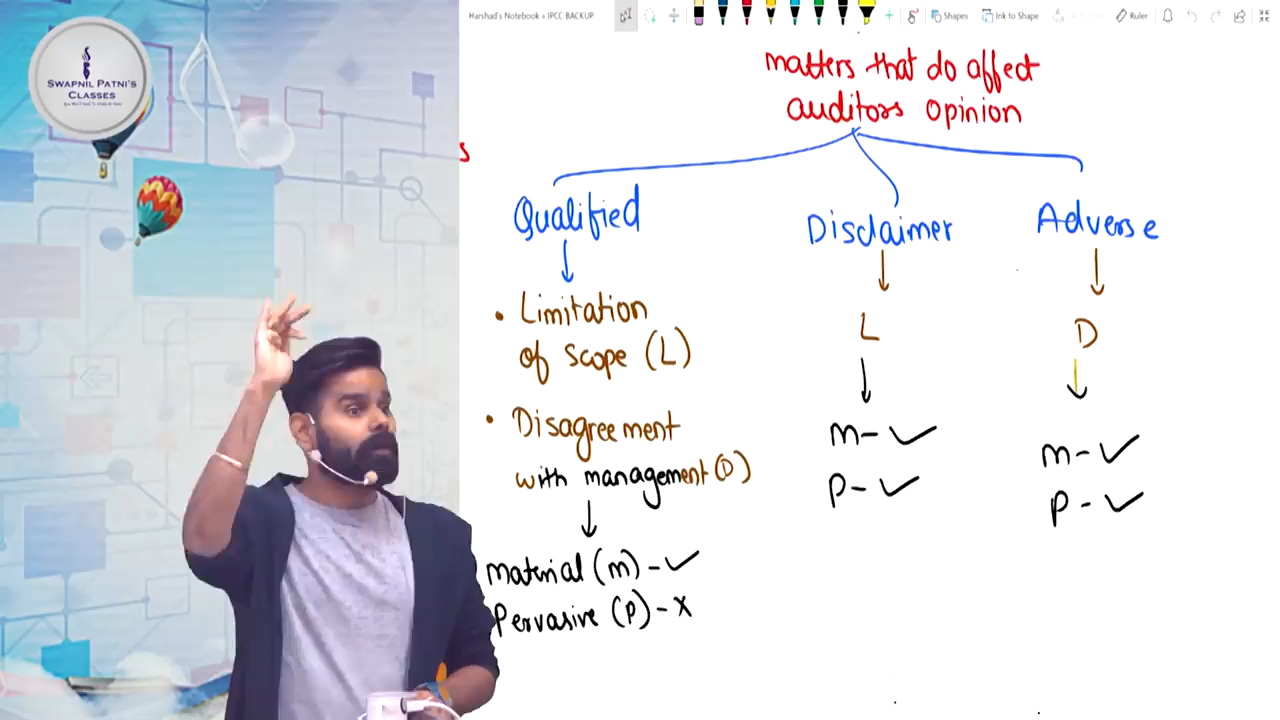 SWAPNIL PATNI'S
CLASSES
Harshad's Notebook > IPCC BACKUP
Shapes
Ink to Shape
Ruler
matters that do affect
auditors opinion
s
Qualified
Disclaimer
Adverse
• Limitation
of scope (L)
• Disagreement
with management (D)
Material (m) - ✓
Pervasive (p) - x
L
m - ✓
p - ✓
D
m - ✓
p - ✓